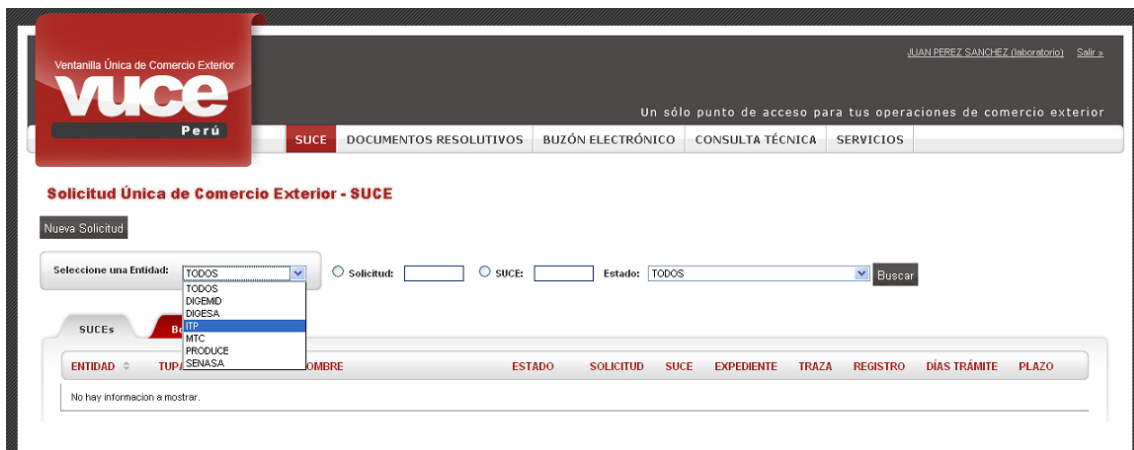 JUAN PEREZ SANCHEZ (laboratorio) Salir »
Ventanilla Única de Comercio Exterior
vuce
Perú
Un sólo punto de acceso para tus operaciones de comercio exterior
SUCE DOCUMENTOS RESOLUTIVOS BUZÓN ELECTRÓNICO CONSULTA TÉCNICA SERVICIOS
Solicitud Única de Comercio Exterior - SUCE
Nueva Solicitud
Seleccione una Entidad: TODOS Solicitud: SUCE: Estado: TODOS Buscar
TODOS
DIGEMID
DIGESA
ITP
MTC
PRODUCE
SENASA
SUCEs
ENTIDAD OMBRE ESTADO SOLICITUD SUCE EXPEDIENTE TRAZA REGISTRO DÍAS TRÁMITE PLAZO
No hay informacion a mostrar.